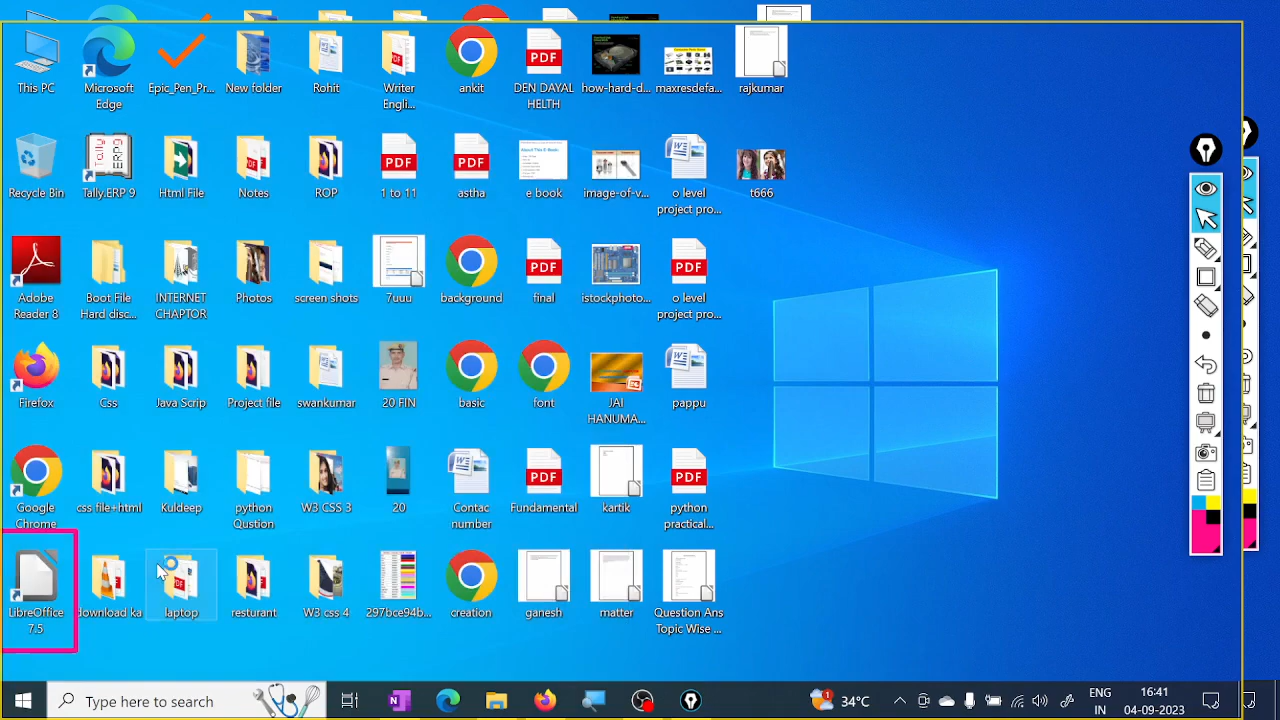 This PC
Microsoft
Edge
Epic_Pen_Pr...
New folder
Rohit
Writer
Engli...
ankit
DEN DAYAL
HELTH
how-hard-d...
maxresdefa...
rajkumar
Recycle Bin
Tally.ERP 9
Html File
Notes
ROP
1 to 11
astha
e book
image-of-v...
o level
project pro...
t666
Adobe
Reader 8
Boot File
Hard disc...
INTERNET
CHAPTOR
Photos
screen shots
7uuu
background
final
istockphoto...
o level
project pro...
Firefox
Css
Java Scrip
Project file
swankumar
20 FIN
basic
font
JAI
HANUMA...
pappu
Google
Chrome
css file+html
Kuldeep
python
Qustion
W3 CSS 3
20
Contac
number
Fundamental
kartik
python
practical...
LibreOffice
7.5
download ka
laptop
resturant
W3 css 4
297bce94b...
creation
ganesh
matter
Question Ans
Topic Wise ...
Type here to search
34°C
ENG
IN
16:41
04-09-2023